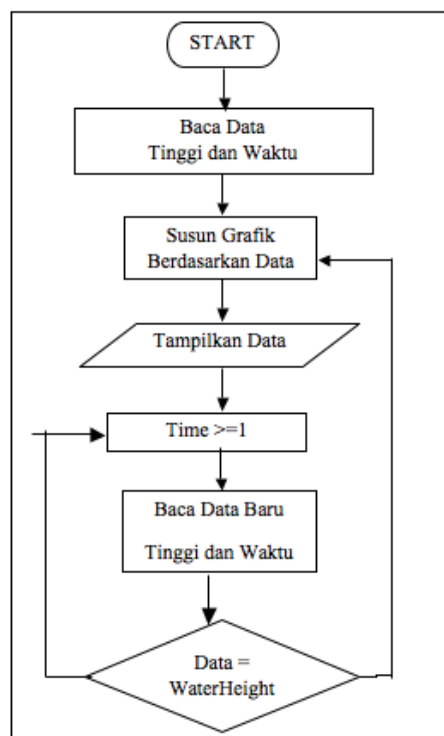 START
Baca Data
Tinggi dan Waktu
Susun Grafik
Berdasarkan Data
Tampilkan Data
Time >=1
Baca Data Baru
Tinggi dan Waktu
Data =
WaterHeight